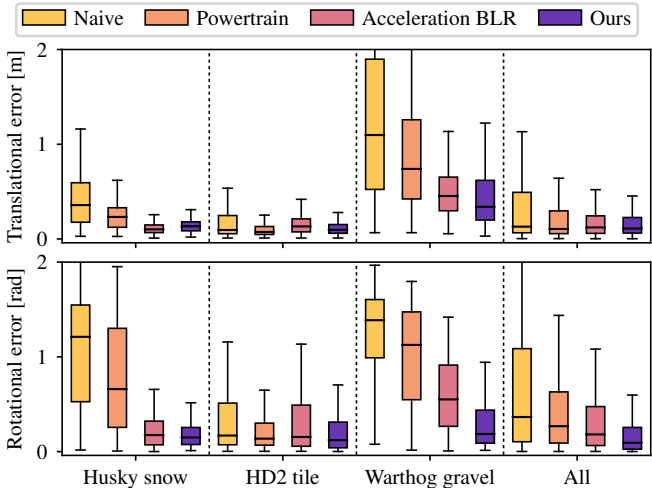 Naive Powertrain Acceleration BLR Ours
Translational error [m]
2
1
0
Rotational error [rad]
2
1
0
Husky snow HD2 tile Warthog gravel All